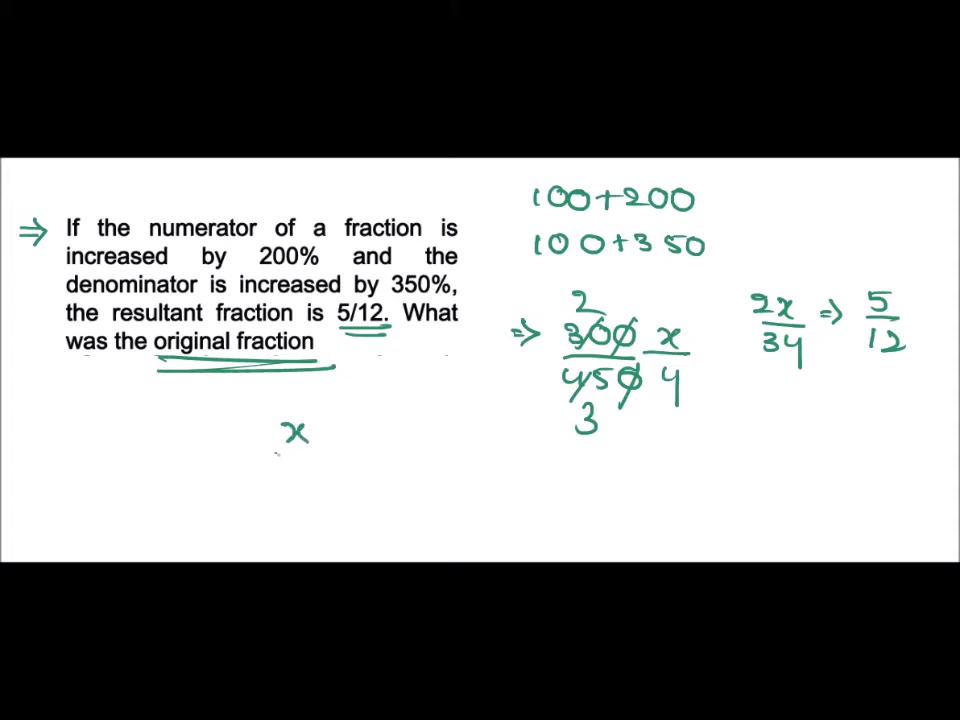 ⇒ If the numerator of a fraction is
increased by 200% and the
denominator is increased by 350%,
the resultant fraction is 5/12. What
was the original fraction
x
100+200
100+350
2
⇒ 300 x
450 y
3
2x ⇒ 5
3y 12